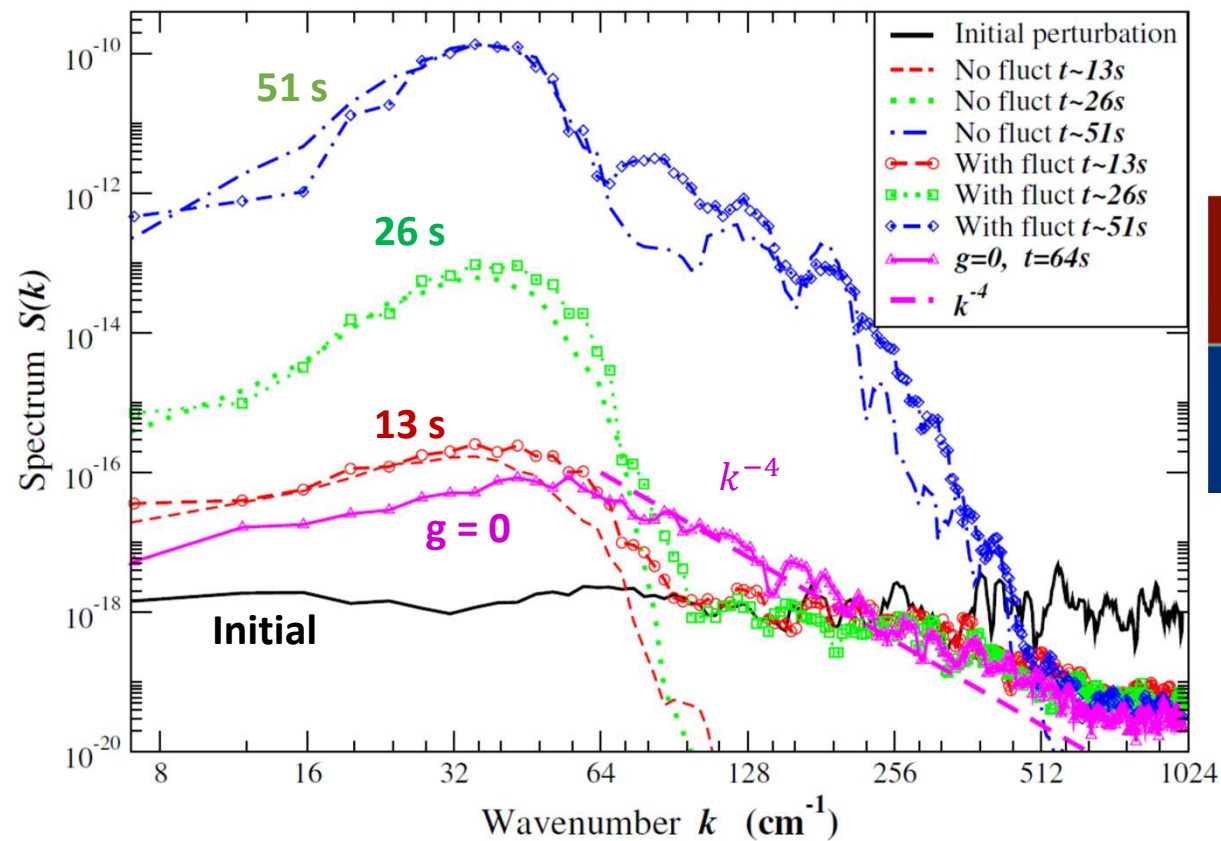 10⁻¹⁰
10⁻¹²
10⁻¹⁴
10⁻¹⁶
10⁻¹⁸
10⁻²⁰
Spectrum S(k)
51 s
26 s
13 s
g = 0
Initial
k⁻⁴
Initial perturbation
No fluct t~13s
No fluct t~26s
No fluct t~51s
With fluct t~13s
With fluct t~26s
With fluct t~51s
g=0, t=64s
k⁻⁴
8 16 32 64 128 256 512 1024
Wavenumber k (cm⁻¹)